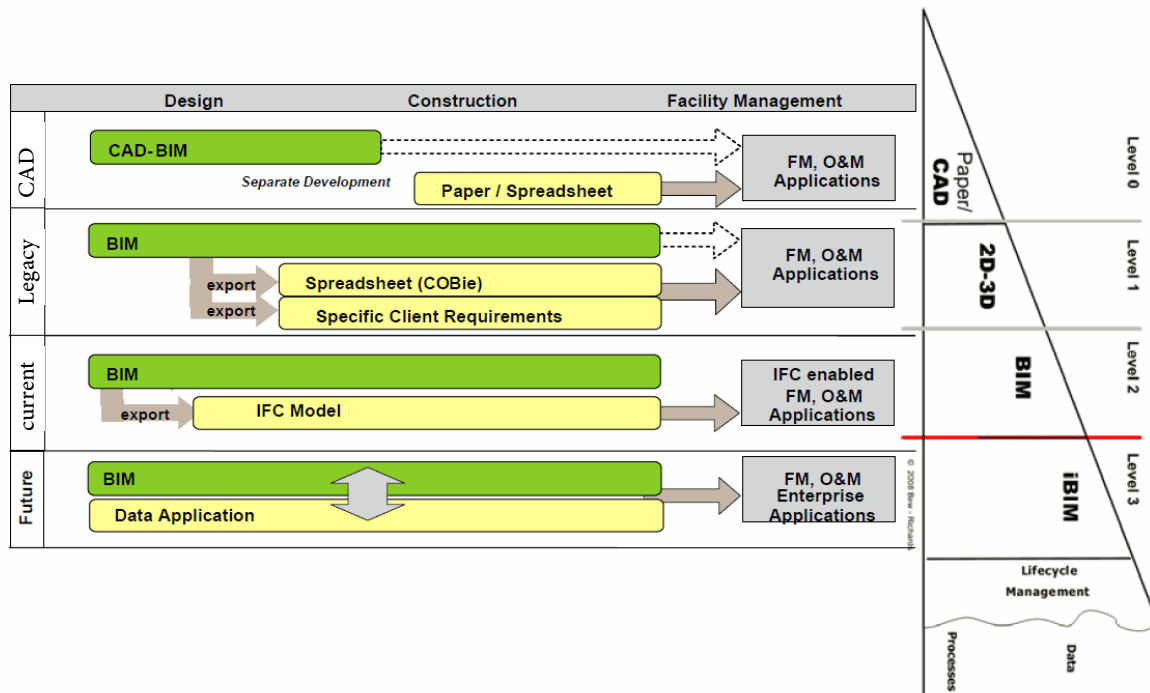 Design Construction Facility Management
CAD
CAD-BIM
Separate Development
Paper / Spreadsheet
FM, O&M
Applications
Legacy
BIM
export
Spreadsheet (COBie)
export
Specific Client Requirements
FM, O&M
Applications
current
BIM
export
IFC Model
IFC enabled
FM, O&M
Applications
Future
BIM
Data Application
FM, O&M
Enterprise
Applications
© 2008 Bew - Richards
Paper/
CAD
Level 0
2D-3D
Level 1
BIM
Level 2
iBIM
Level 3
Lifecycle
Management
Processes
Data